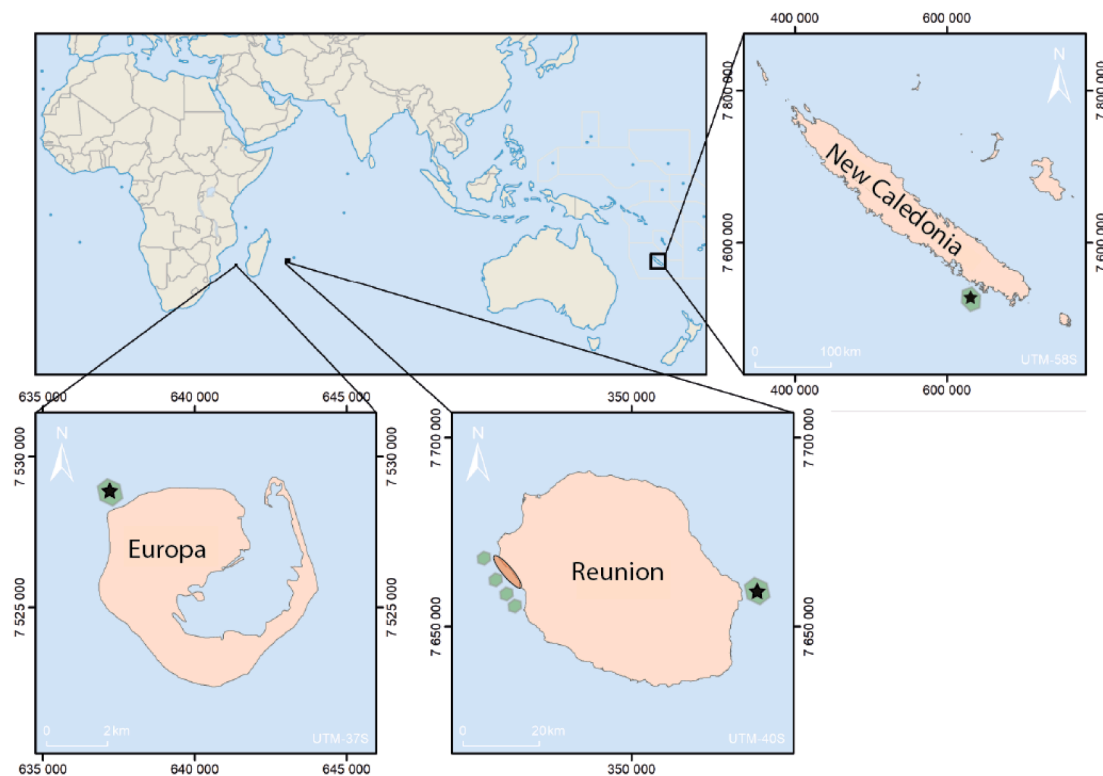 400 000 600 000
N
7 800 000
7 800 000
New Caledonia
7 600 000
7 600 000
0 100 km
UTM-58S
400 000 600 000
635 000 640 000 645 000
N
7 530 000
7 530 000
Europa
7 525 000
7 525 000
0 2 km
UTM-37S
635 000 640 000 645 000
350 000
N
7 700 000
7 700 000
Reunion
7 650 000
7 650 000
0 20 km
UTM-40S
350 000